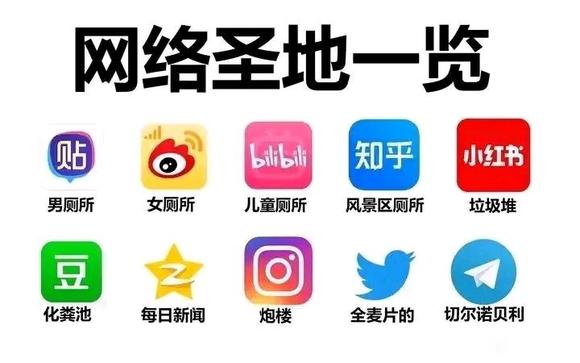 网络圣地一览
贴
bilibili
知乎
小红书
男厕所
女厕所
儿童厕所
风景区厕所
垃圾堆
豆
化粪池
每日新闻
炮楼
全麦片的
切尔诺贝利